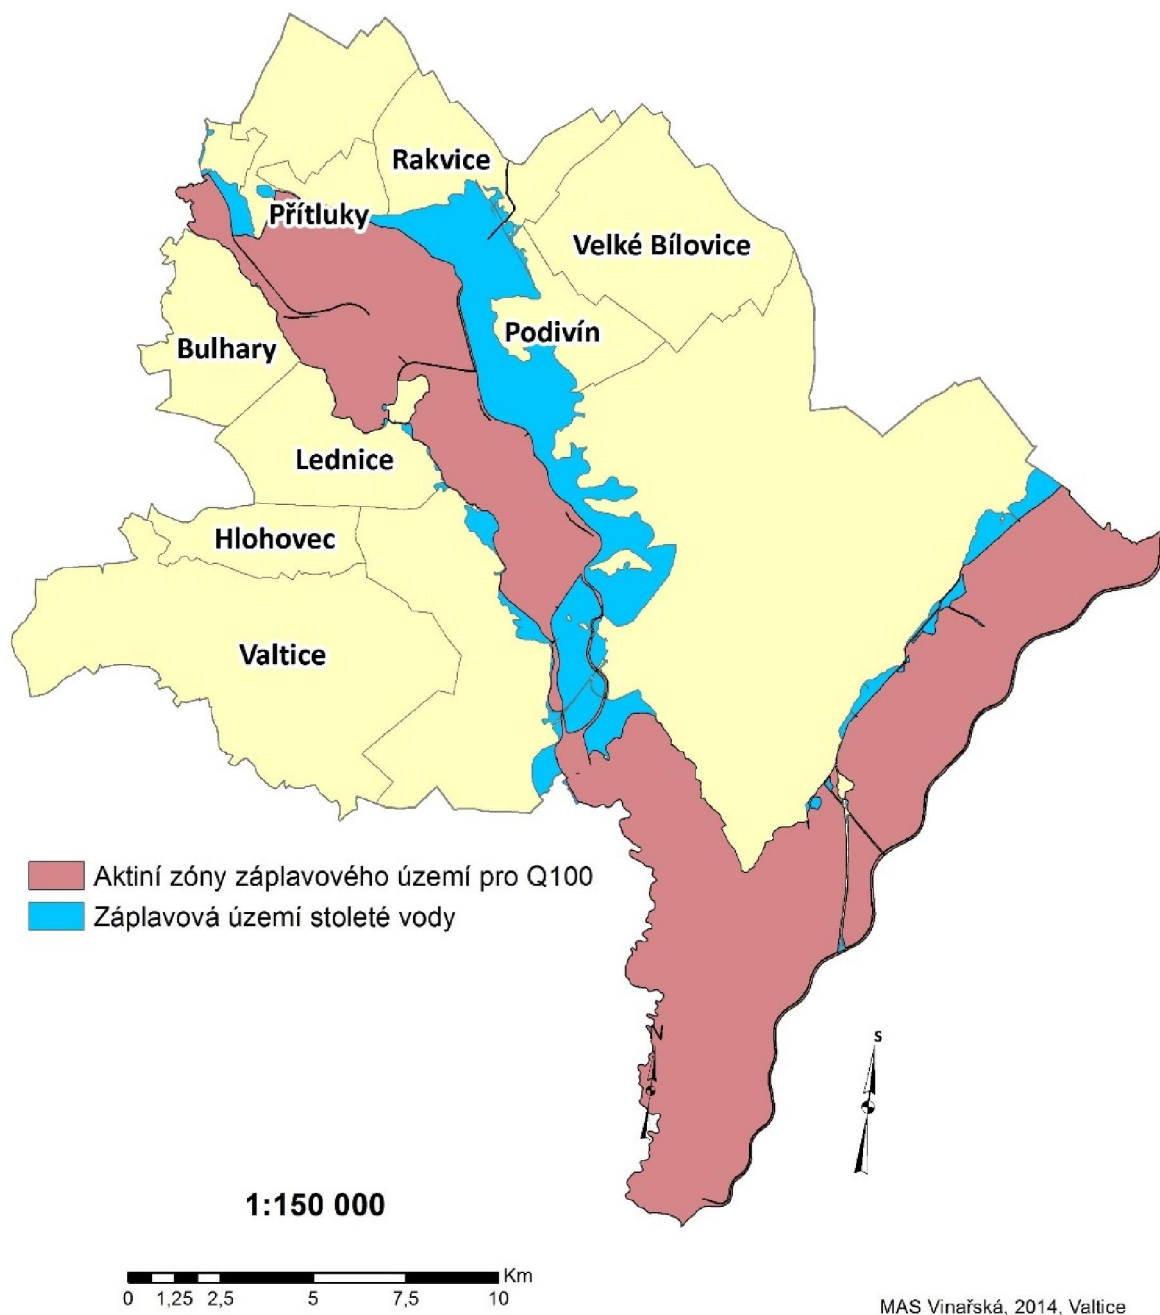 Rakvice
Přítluky
Velké Bílovice
Podivín
Bulhary
Lednice
Hlohovec
Valtice
Aktiní zóny záplavového území pro Q100
Záplavová území stoleté vody
N
S
1:150 000
Km
0 1,25 2,5 5 7,5 10
MAS Vinařská, 2014, Valtice